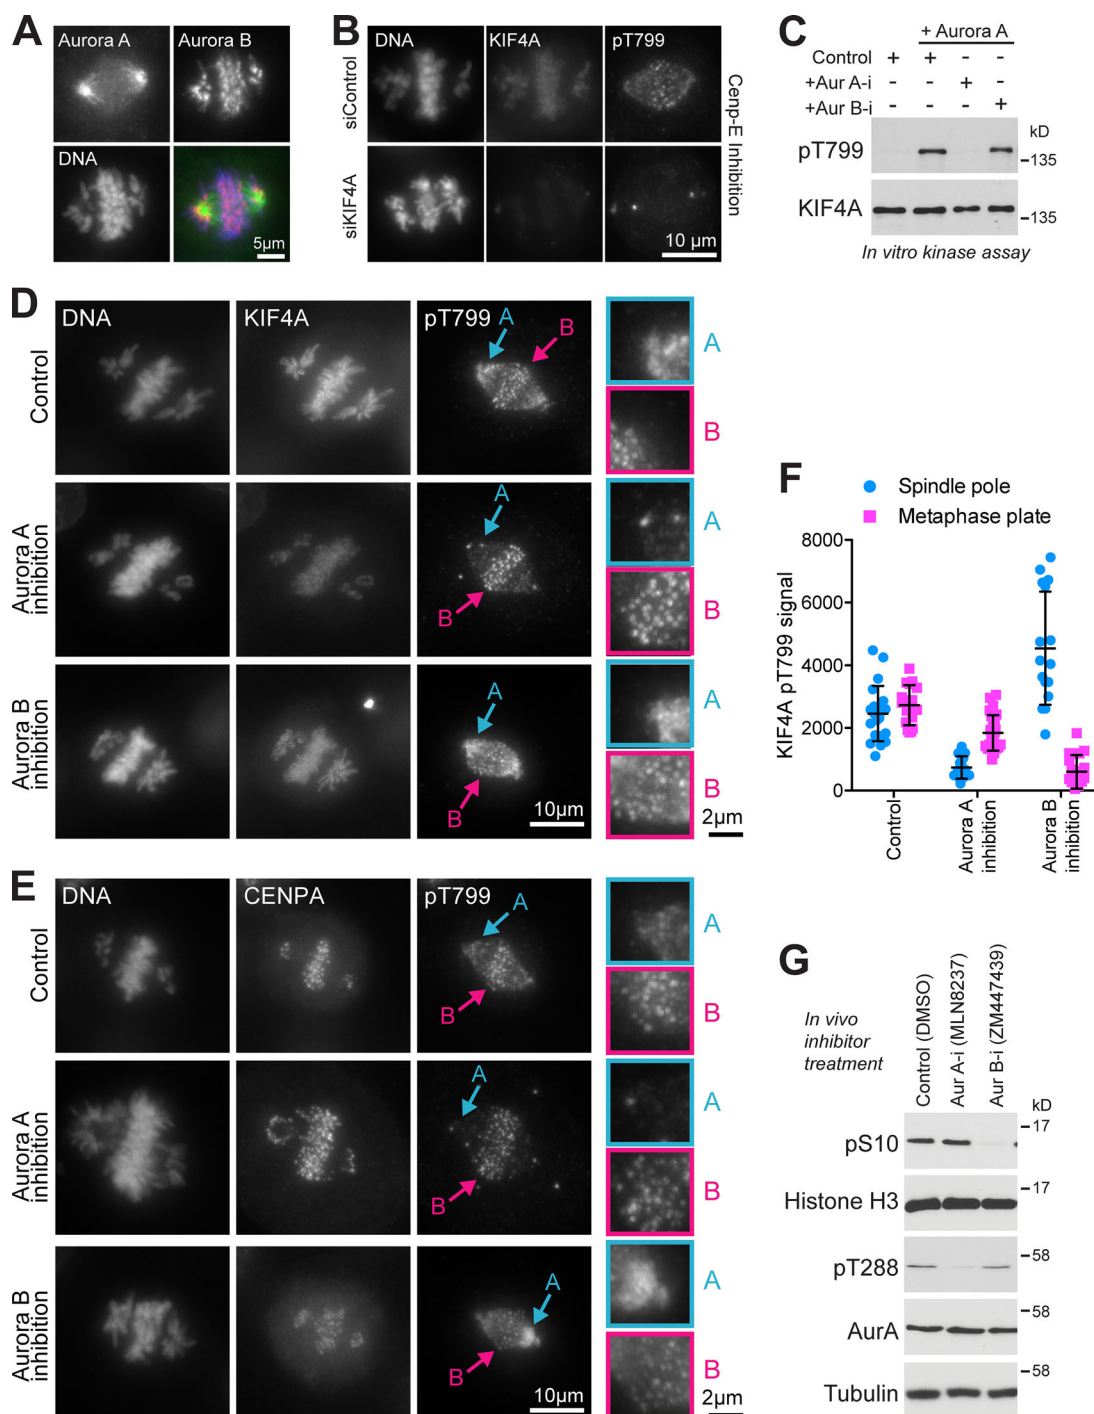 A
Aurora A
Aurora B
DNA
5µm
B
DNA
KIF4A
pT799
siControl
siKIF4A
Cenp-E Inhibition
10 µm
C
+ Aurora A
Control + + - -
+Aur A-i - - + -
+Aur B-i - - - +
kD
pT799
135
KIF4A
135
In vitro kinase assay
D
DNA
KIF4A
pT799
A
B
A
B
Control
A
B
A
B
Aurora A
inhibition
A
B
A
B
Aurora B
inhibition
10µm
2µm
E
DNA
CENPA
pT799
A
B
A
B
Control
A
B
A
B
Aurora A
inhibition
A
B
A
B
Aurora B
inhibition
10µm
2µm
F
Spindle pole
Metaphase plate
KIF4A pT799 signal
8000
6000
4000
2000
0
Control
Aurora A
inhibition
Aurora B
inhibition
G
In vivo
inhibitor
treatment
Control (DMSO)
Aur A-i (MLN8237)
Aur B-i (ZM447439)
kD
17
pS10
17
Histone H3
58
pT288
58
AurA
58
Tubulin